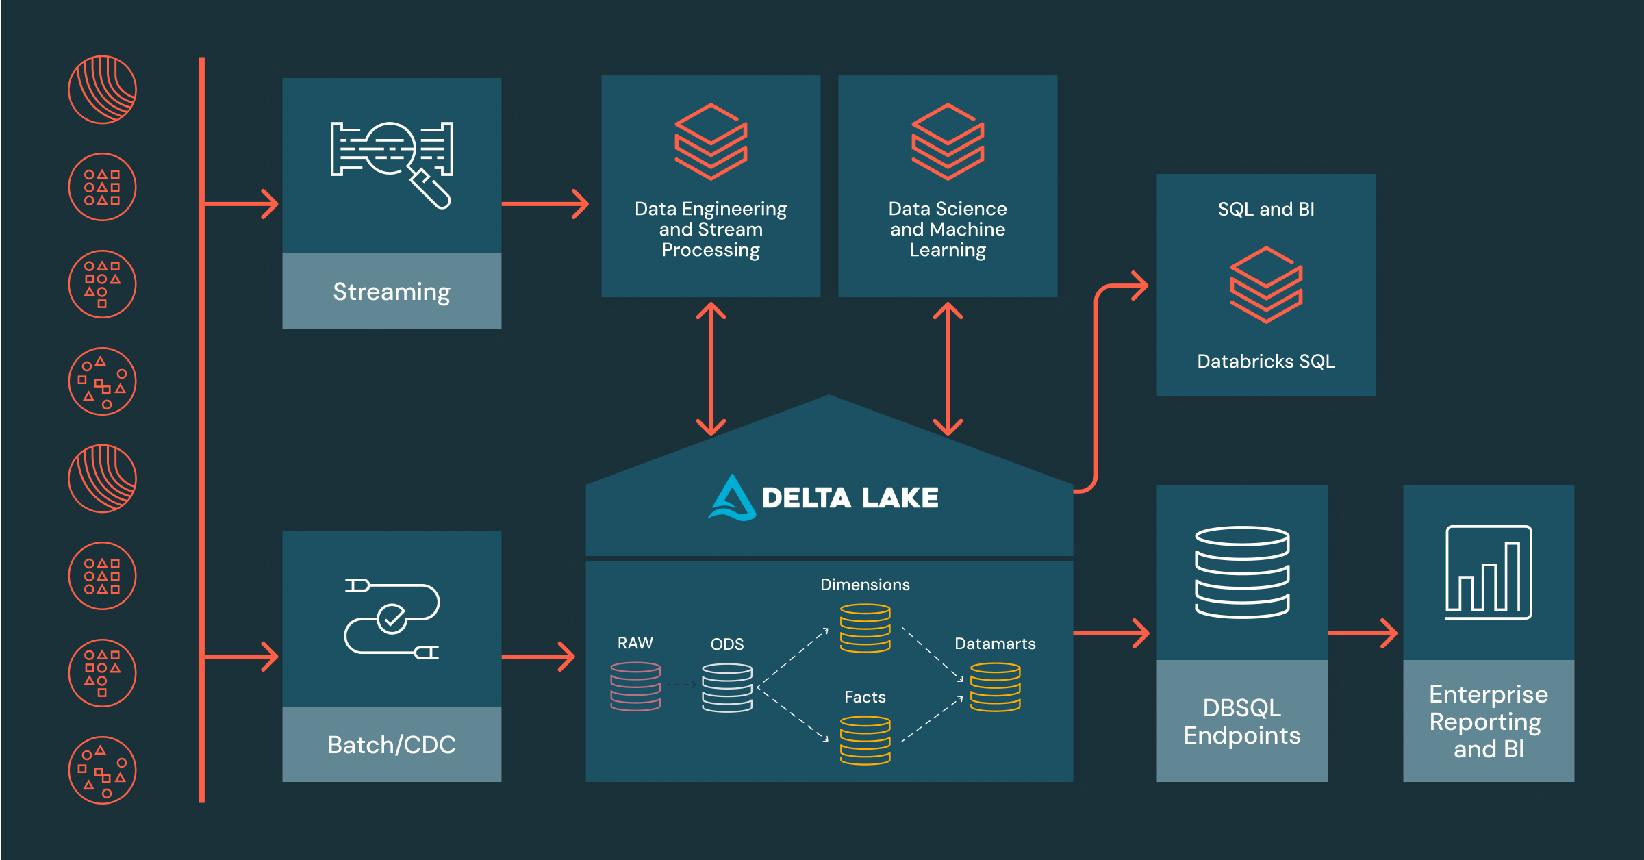 Streaming
Data Engineering
and Stream
Processing
Data Science
and Machine
Learning
SQL and BI
Databricks SQL
DELTA LAKE
Batch/CDC
RAW
ODS
Dimensions
Facts
Datamarts
DBSQL
Endpoints
Enterprise
Reporting
and BI